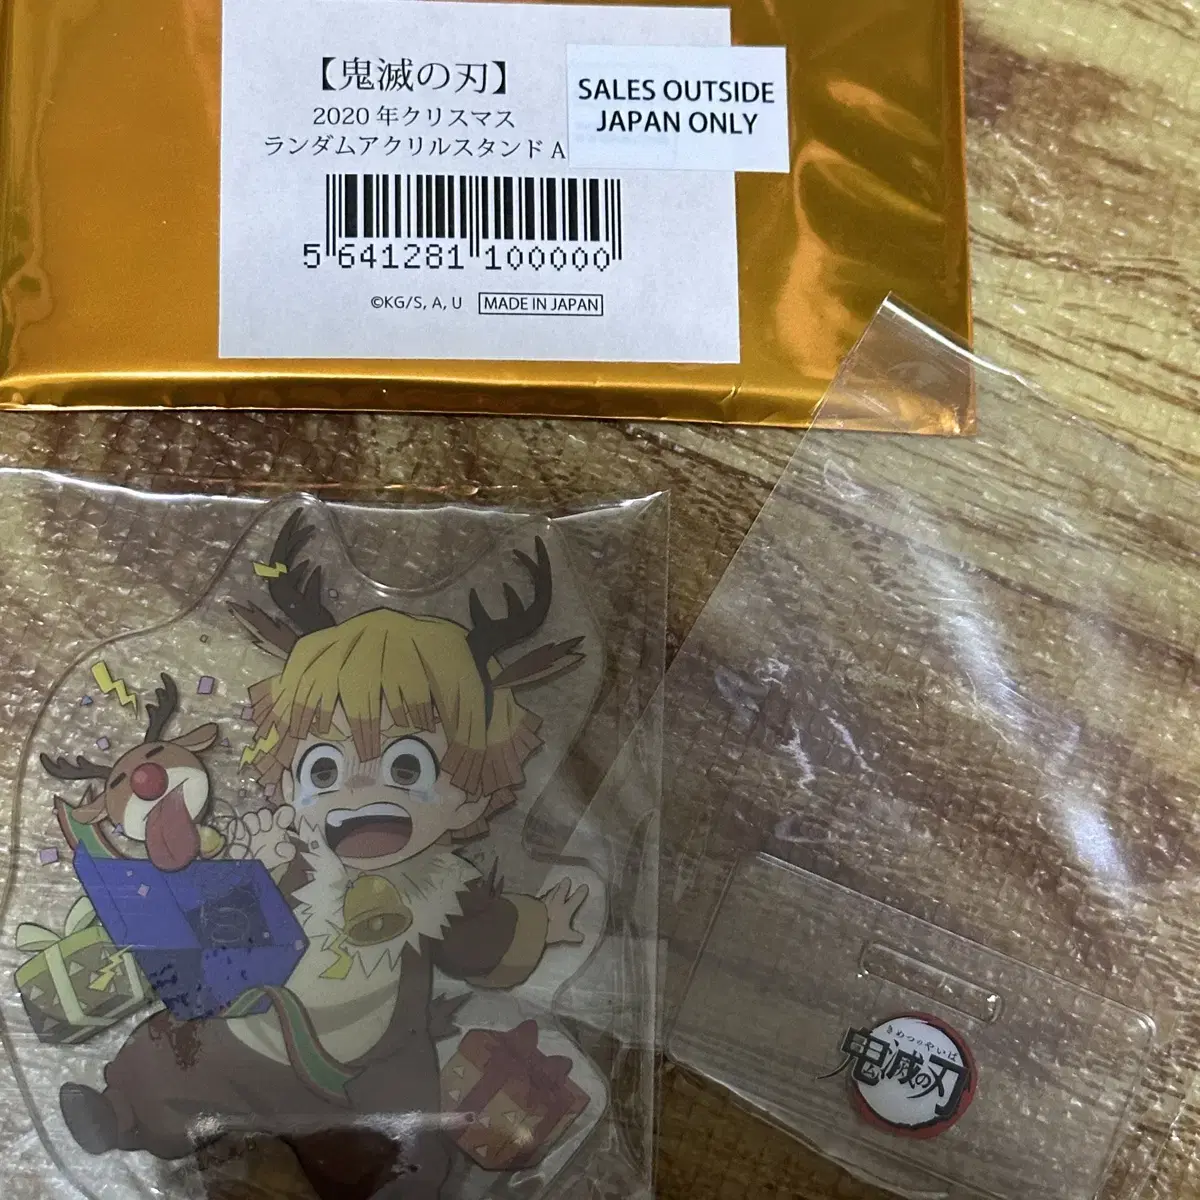 【鬼滅の刃】
2020年クリスマス
ランダムアクリルスタンド A
SALES OUTSIDE
JAPAN ONLY
5 641281 100000
©KG/S, A, U MADE IN JAPAN
きめつのやいば
鬼滅の刃